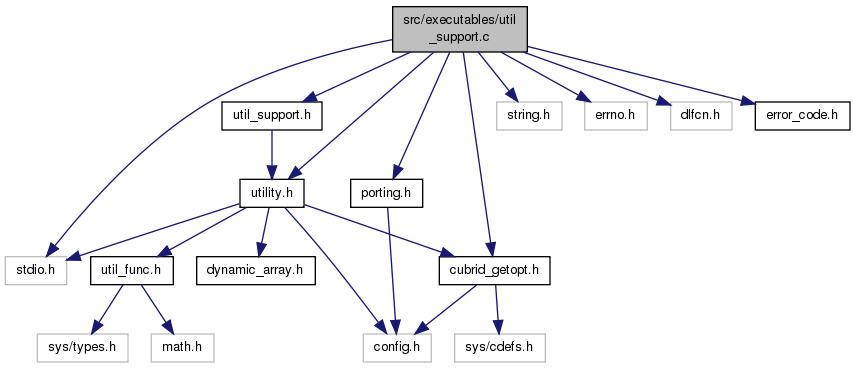 src/executables/util
_support.c
util_support.h
string.h
errno.h
dlfcn.h
error_code.h
utility.h
porting.h
stdio.h
util_func.h
dynamic_array.h
cubrid_getopt.h
sys/types.h
math.h
config.h
sys/cdefs.h